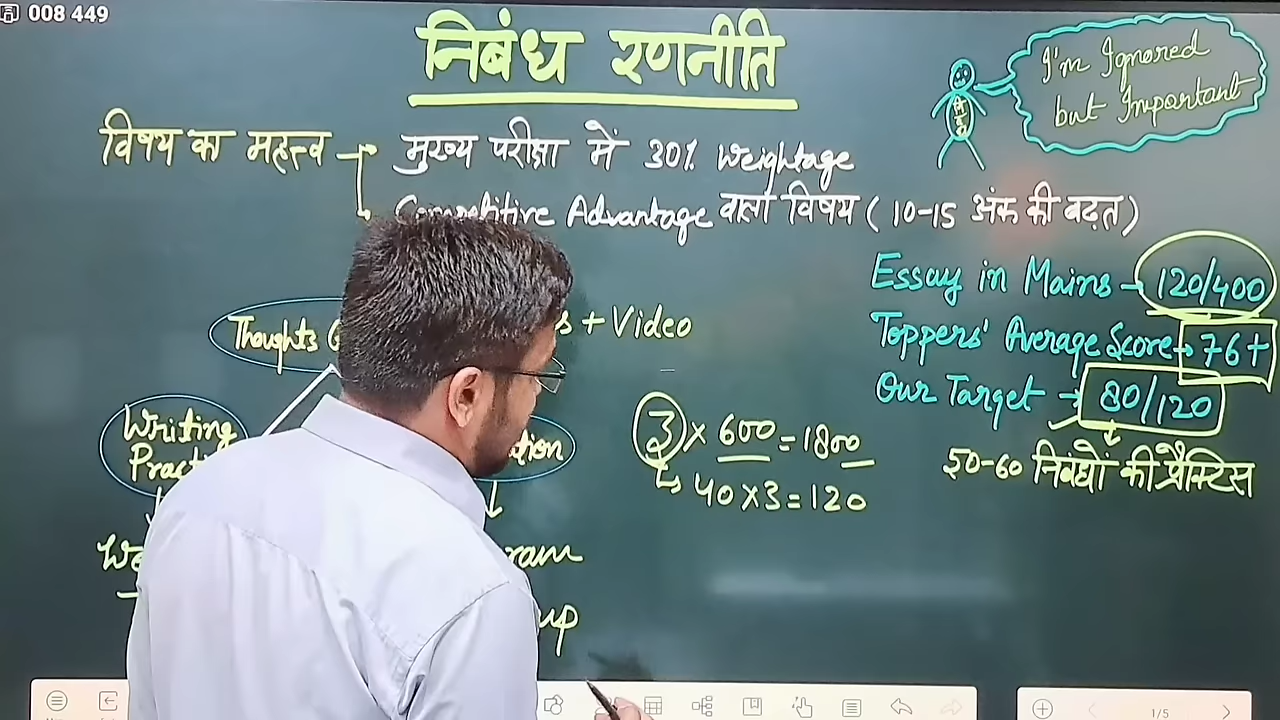 008 449
निबंध रणनीति
I'm Ignored
but Important
विषय का महत्त्व → मुख्य परीक्षा में 30% Weightage
Competitive Advantage वाला विषय ( 10-15 अंक की बढ़त )
Essay in Mains - 120/400
Toppers' Average Score → 76+
Our Target → 80/120
50-60 निबंधों की प्रैक्टिस
Thoughts + Video
Writing
3 × 600 = 1800
↳ 40 × 3 = 120
1/5